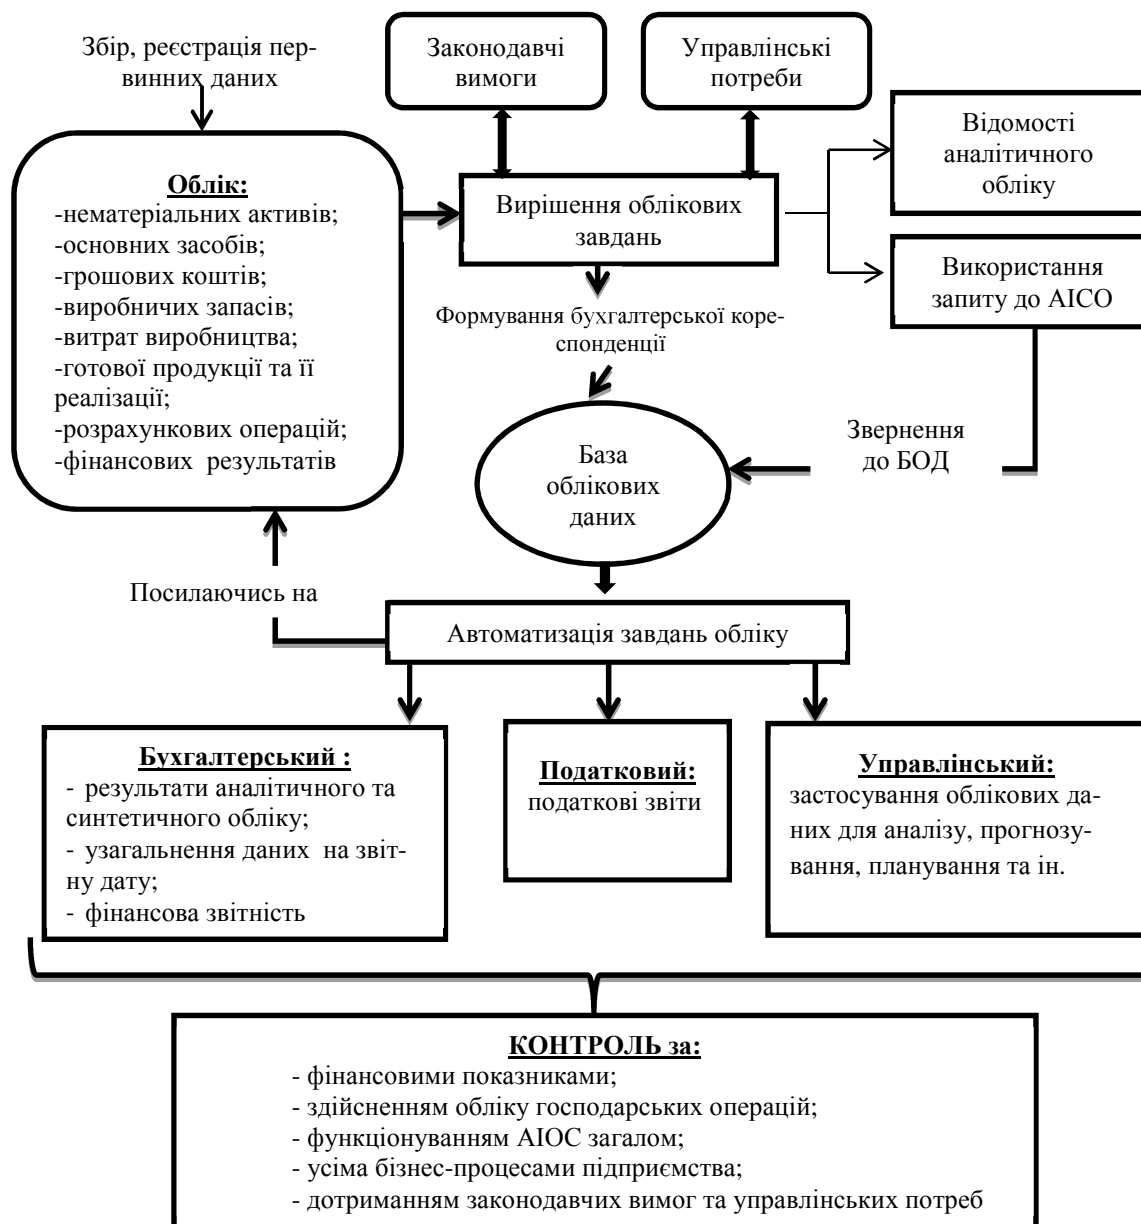 Збір, реєстрація пер-
винних даних
Законодавчі
вимоги
Управлінські
потреби
Відомості
аналітичного
обліку
Облік:
-нематеріальних активів;
-основних засобів;
-грошових коштів;
-виробничих запасів;
-витрат виробництва;
-готової продукції та її
реалізації;
-розрахункових операцій;
-фінансових результатів
Вирішення облікових
завдань
Використання
запиту до АІСО
Формування бухгалтерської коре-
спонденції
База
облікових
даних
Звернення
до БОД
Посилаючись на
Автоматизація завдань обліку
Бухгалтерський :
- результати аналітичного та
синтетичного обліку;
- узагальнення даних на звіт-
ну дату;
- фінансова звітність
Податковий:
податкові звіти
Управлінський:
застосування облікових да-
них для аналізу, прогнозу-
вання, планування та ін.
КОНТРОЛЬ за:
- фінансовими показниками;
- здійсненням обліку господарських операцій;
- функціонуванням АІОС загалом;
- усіма бізнес-процесами підприємства;
- дотриманням законодавчих вимог та управлінських потреб